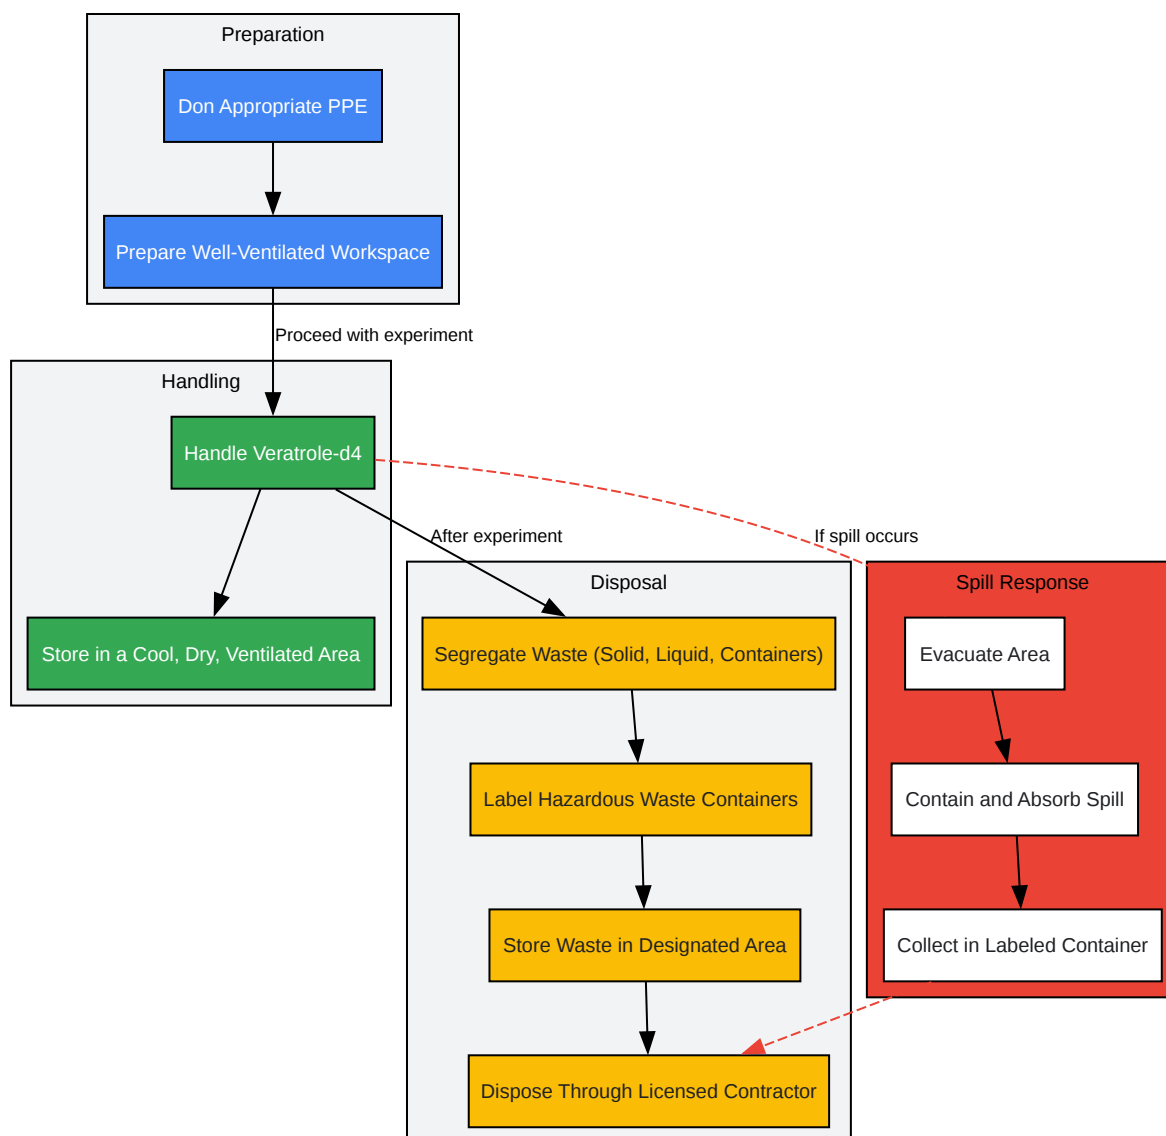 Preparation
Don Appropriate PPE
Prepare Well-Ventilated Workspace
Proceed with experiment
Handling
Handle Veratrole-d4
After experiment
If spill occurs
Store in a Cool, Dry, Ventilated Area
Disposal
Segregate Waste (Solid, Liquid, Containers)
Label Hazardous Waste Containers
Store Waste in Designated Area
Dispose Through Licensed Contractor
Spill Response
Evacuate Area
Contain and Absorb Spill
Collect in Labeled Container